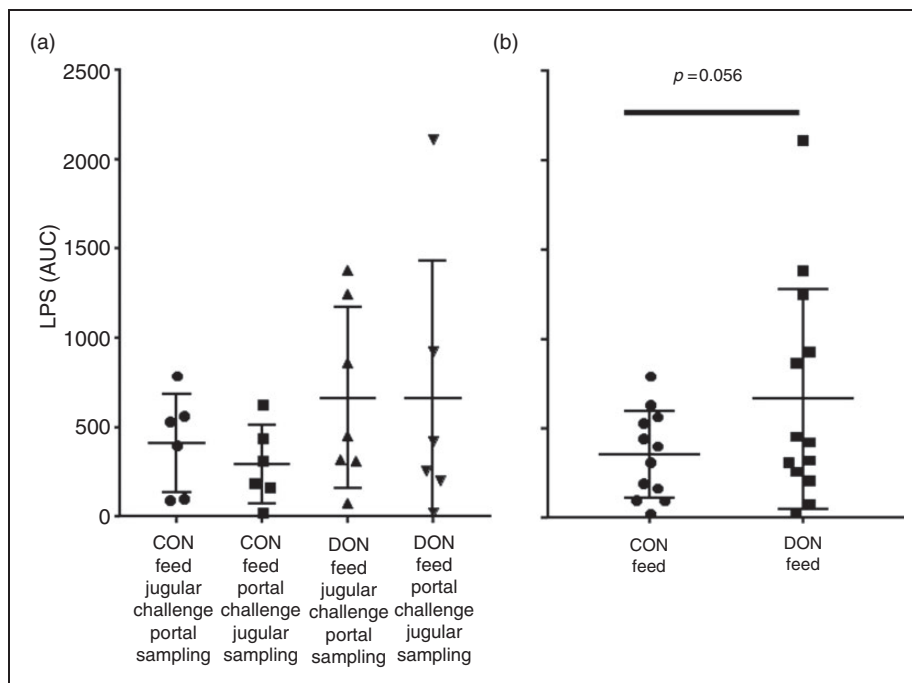 (a)
2500
2000
1500
1000
500
0
LPS (AUC)
CON
feed
jugular
challenge
portal
sampling
CON
feed
portal
challenge
jugular
sampling
DON
feed
jugular
challenge
portal
sampling
DON
feed
portal
challenge
jugular
sampling
(b)
p=0.056
CON
feed
DON
feed